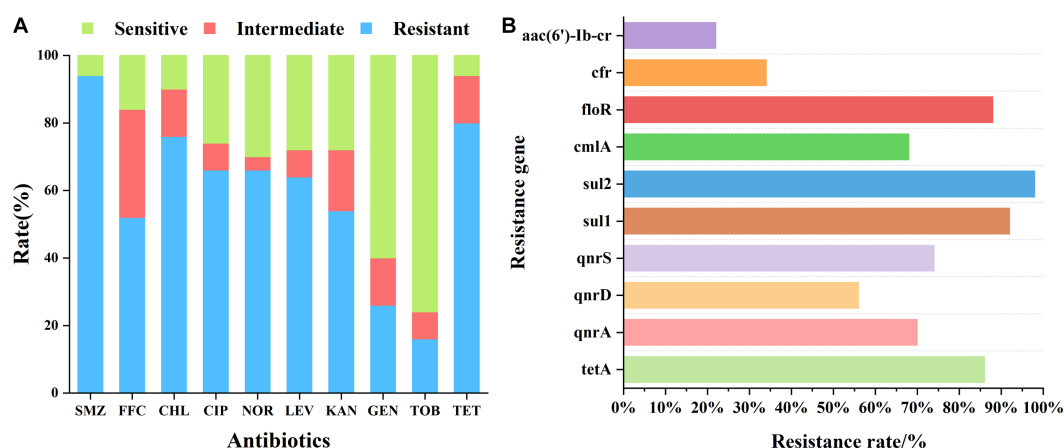 A
Sensitive Intermediate Resistant
Rate(%)
100
80
60
40
20
0
SMZ FFC CHL CIP NOR LEV KAN GEN TOB TET
Antibiotics
B
Resistance gene
aac(6')-Ib-cr
cfr
floR
cmlA
sul2
sul1
qnrS
qnrD
qnrA
tetA
0% 10% 20% 30% 40% 50% 60% 70% 80% 90% 100%
Resistance rate/%